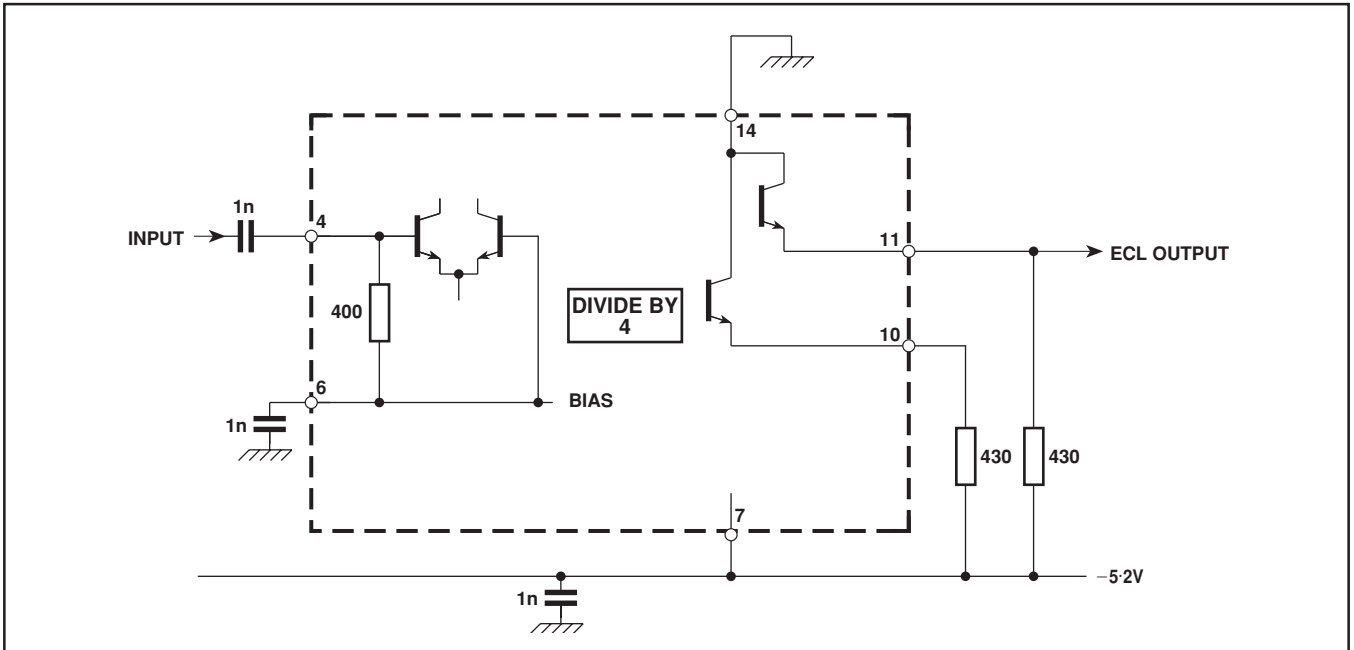 14
1n
4
INPUT
11
ECL OUTPUT
400
DIVIDE BY
4
10
6
BIAS
1n
430
430
7
–5·2V
1n